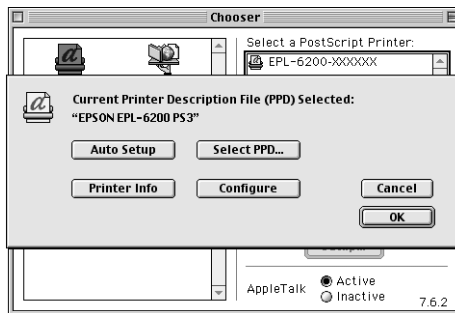 Chooser
Select a PostScript Printer:
EPL-6200-XXXXXX
Current Printer Description File (PPD) Selected:
“EPSON EPL-6200 PS3”
Auto Setup
Select PPD...
Printer Info
Configure
Cancel
OK
AppleTalk
Active
Inactive
7.6.2